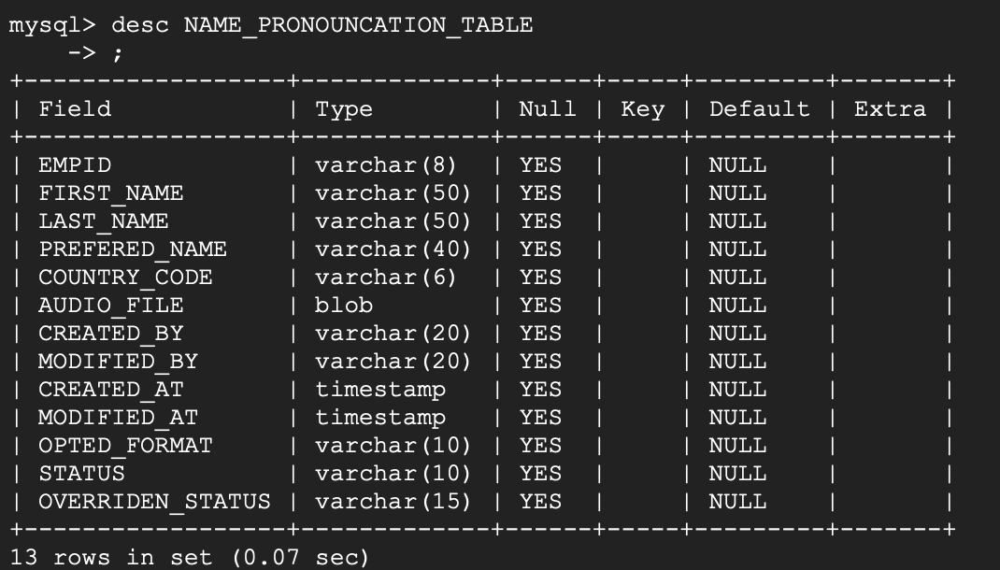 mysql> desc NAME_PRONOUNCATION_TABLE
    -> ;
+------------------+-------------+------+-----+---------+-------+
| Field            | Type        | Null | Key | Default | Extra |
+------------------+-------------+------+-----+---------+-------+
| EMPID            | varchar(8)  | YES  |     | NULL    |       |
| FIRST_NAME       | varchar(50) | YES  |     | NULL    |       |
| LAST_NAME        | varchar(50) | YES  |     | NULL    |       |
| PREFERED_NAME    | varchar(40) | YES  |     | NULL    |       |
| COUNTRY_CODE     | varchar(6)  | YES  |     | NULL    |       |
| AUDIO_FILE       | blob        | YES  |     | NULL    |       |
| CREATED_BY       | varchar(20) | YES  |     | NULL    |       |
| MODIFIED_BY      | varchar(20) | YES  |     | NULL    |       |
| CREATED_AT       | timestamp   | YES  |     | NULL    |       |
| MODIFIED_AT      | timestamp   | YES  |     | NULL    |       |
| OPTED_FORMAT     | varchar(10) | YES  |     | NULL    |       |
| STATUS           | varchar(10) | YES  |     | NULL    |       |
| OVERRIDEN_STATUS | varchar(15) | YES  |     | NULL    |       |
+------------------+-------------+------+-----+---------+-------+
13 rows in set (0.07 sec)